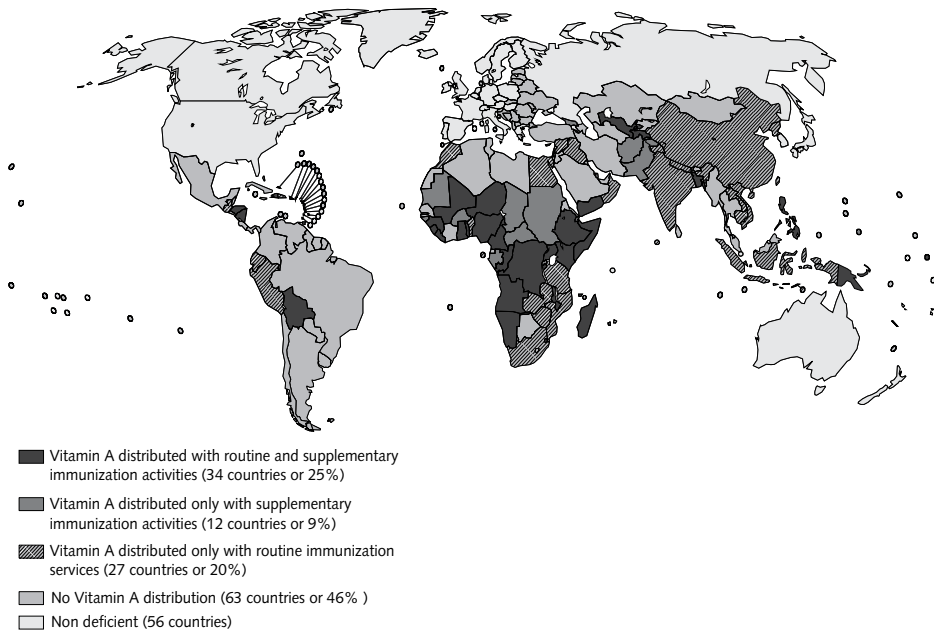 Vitamin A distributed with routine and supplementary
immunization activities (34 countries or 25%)
Vitamin A distributed only with supplementary
immunization activities (12 countries or 9%)
Vitamin A distributed only with routine immunization
services (27 countries or 20%)
No Vitamin A distribution (63 countries or 46% )
Non deficient (56 countries)